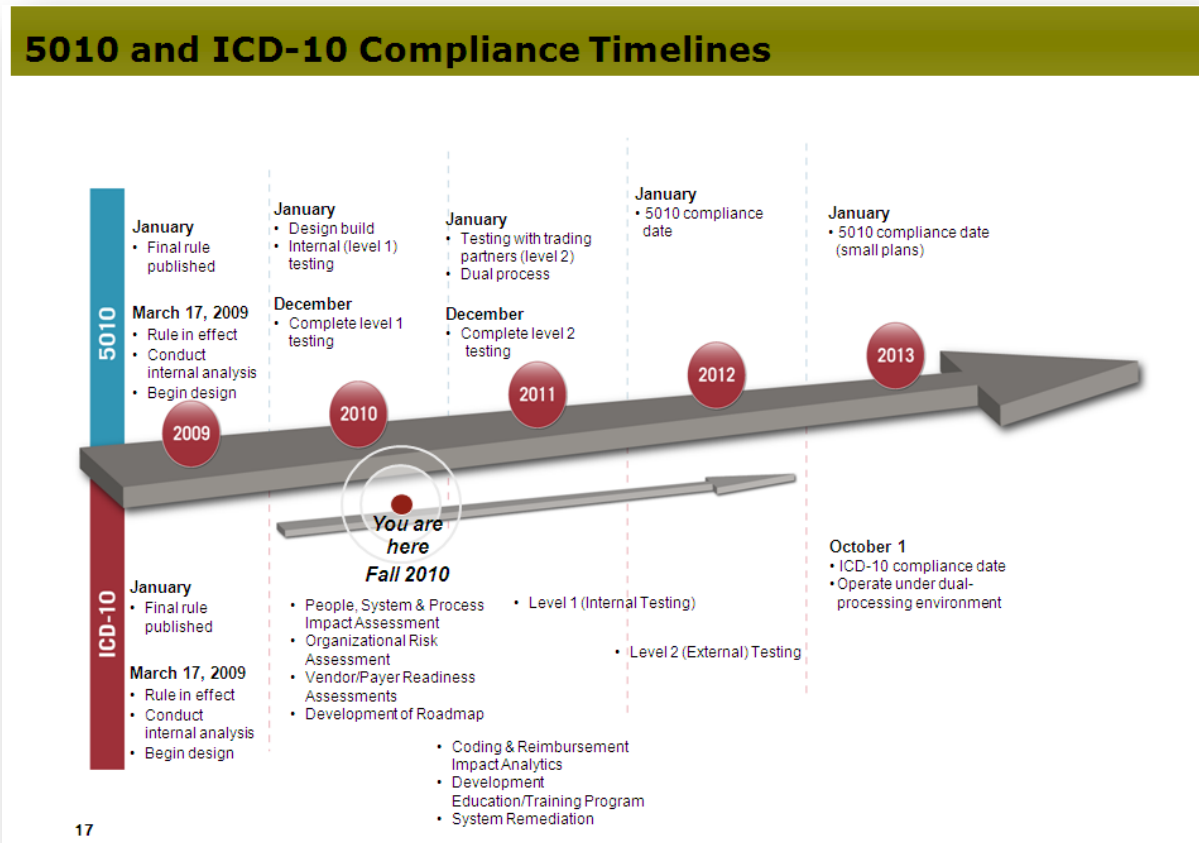 5010 and ICD-10 Compliance Timelines
5010
January
• Final rule
published
March 17, 2009
• Rule in effect
• Conduct
internal analysis
• Begin design
January
• Design build
• Internal (level 1)
testing
December
• Complete level 1
testing
January
• Testing with trading
partners (level 2)
• Dual process
December
• Complete level 2
testing
January
• 5010 compliance
date
January
• 5010 compliance date
(small plans)
2009
2010
2011
2012
2013
You are
here
Fall 2010
ICD-10
January
• Final rule
published
March 17, 2009
• Rule in effect
• Conduct
internal analysis
• Begin design
• People, System & Process
Impact Assessment
• Organizational Risk
Assessment
• Vendor/Payer Readiness
Assessments
• Development of Roadmap
• Coding & Reimbursement
Impact Analytics
• Development
Education/Training Program
• System Remediation
• Level 1 (Internal Testing)
• Level 2 (External) Testing
October 1
• ICD-10 compliance date
• Operate under dual-
processing environment
17